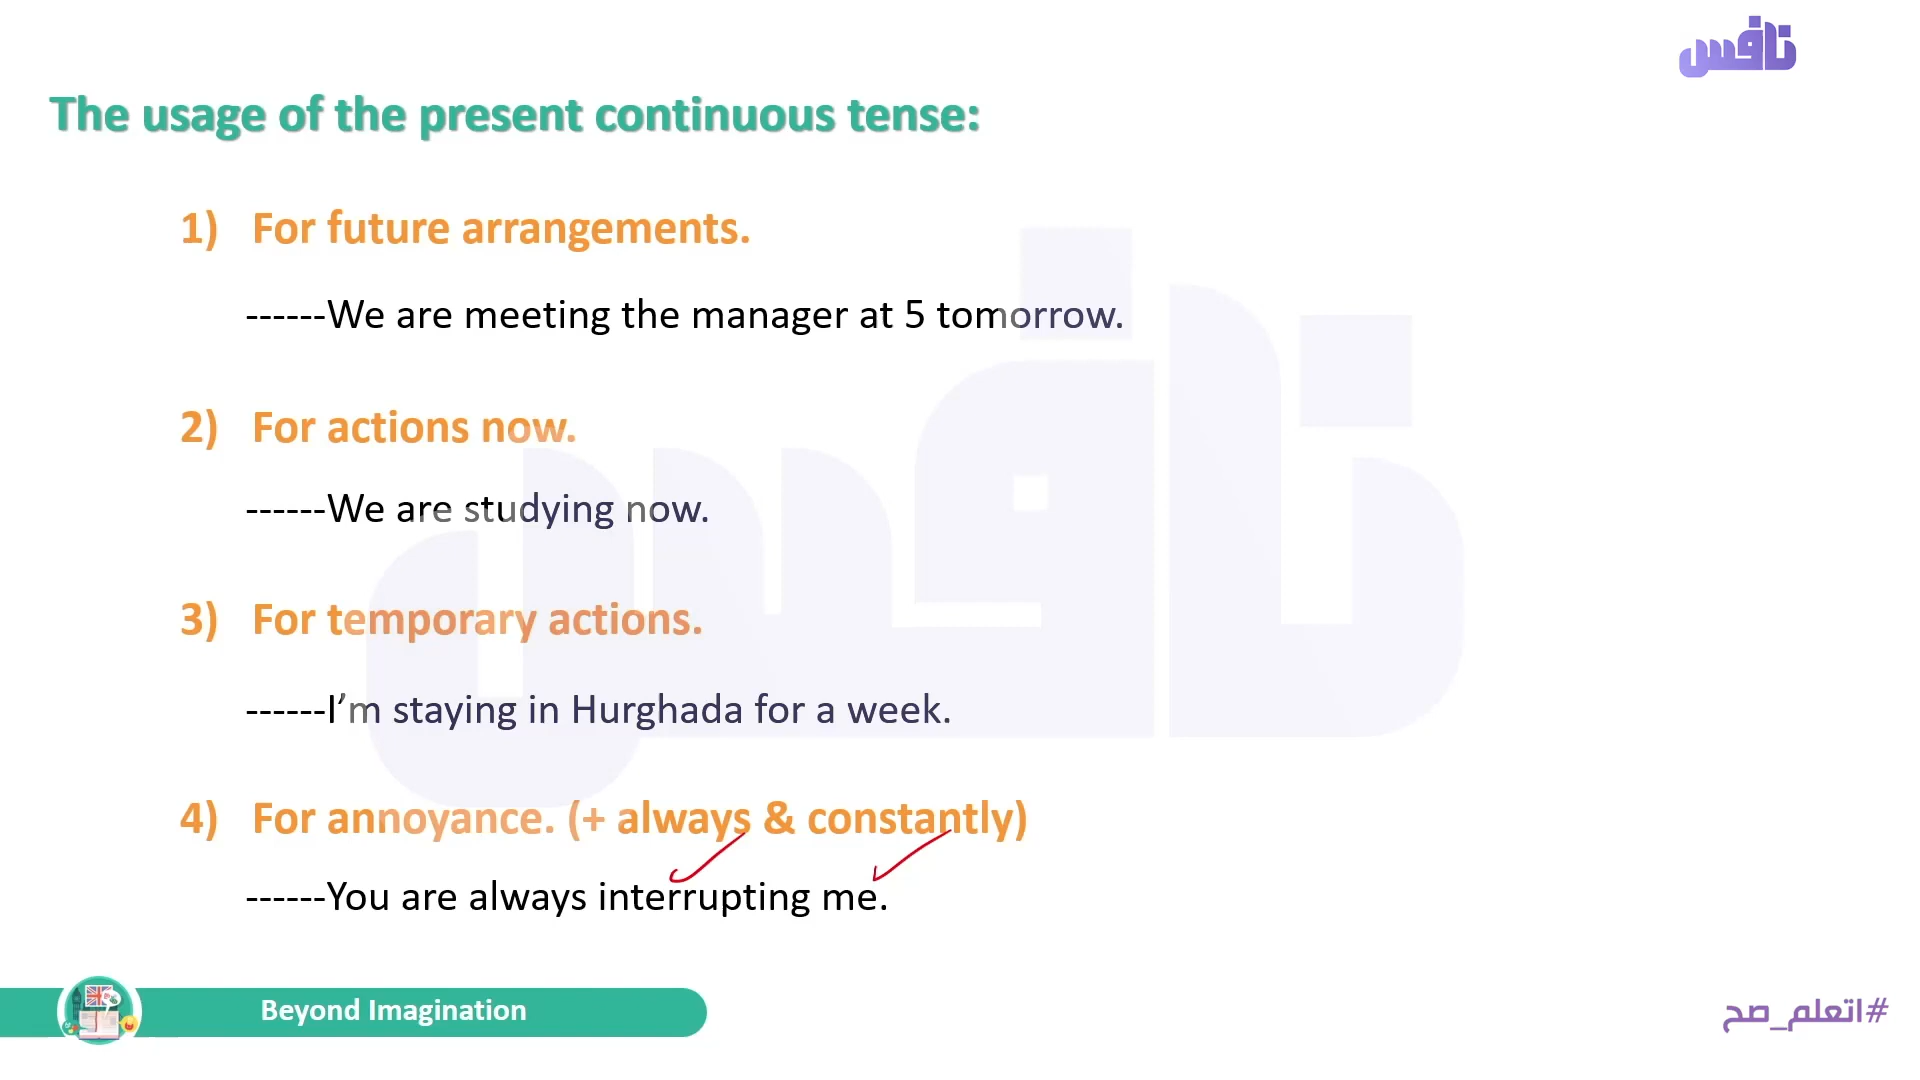 نافس
The usage of the present continuous tense:
1) For future arrangements.
------We are meeting the manager at 5 tomorrow.
2) For actions now.
------We are studying now.
3) For temporary actions.
------I’m staying in Hurghada for a week.
4) For annoyance. (+ always & constantly)
------You are always interrupting me.
Beyond Imagination
#اتعلم_صح